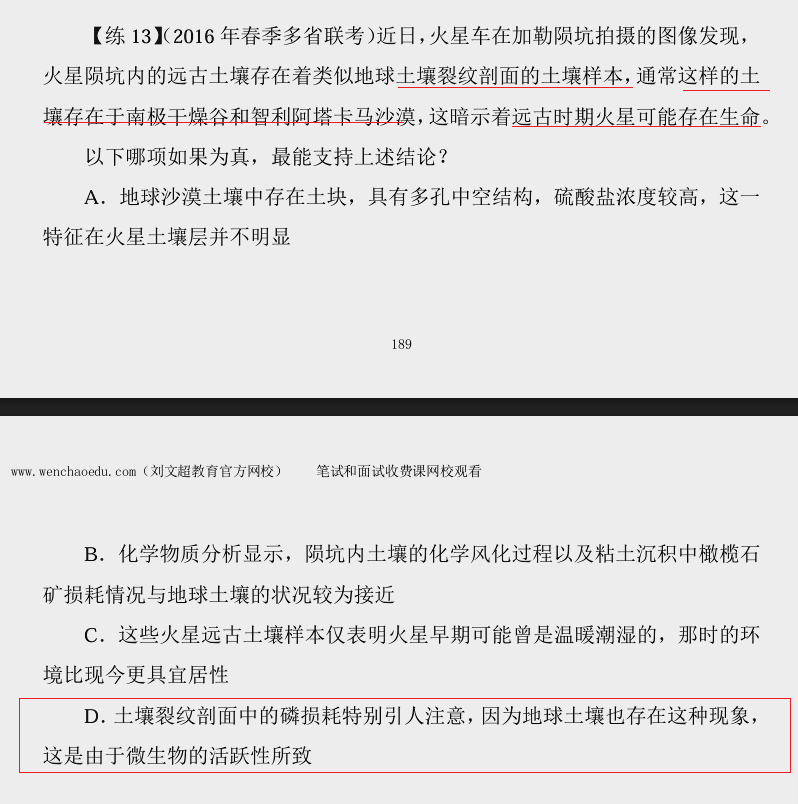 【练 13】(2016 年春季多省联考)近日,火星车在加勒陨坑拍摄的图像发现，
火星陨坑内的远古土壤存在着类似地球土壤裂纹剖面的土壤样本,通常这样的土
壤存在于南极干燥谷和智利阿塔卡马沙漠,这暗示着远古时期火星可能存在生命。
以下哪项如果为真，最能支持上述结论？
A．地球沙漠土壤中存在土块，具有多孔中空结构，硫酸盐浓度较高，这一
特征在火星土壤层并不明显
189
www.wenchaoedu.com（刘文超教育官方网校） 笔试和面试收费课网校观看
B．化学物质分析显示，陨坑内土壤的化学风化过程以及粘土沉积中橄榄石
矿损耗情况与地球土壤的状况较为接近
C．这些火星远古土壤样本仅表明火星早期可能曾是温暖潮湿的，那时的环
境比现今更具宜居性
D. 土壤裂纹剖面中的磷损耗特别引人注意,因为地球土壤也存在这种现象，
这是由于微生物的活跃性所致